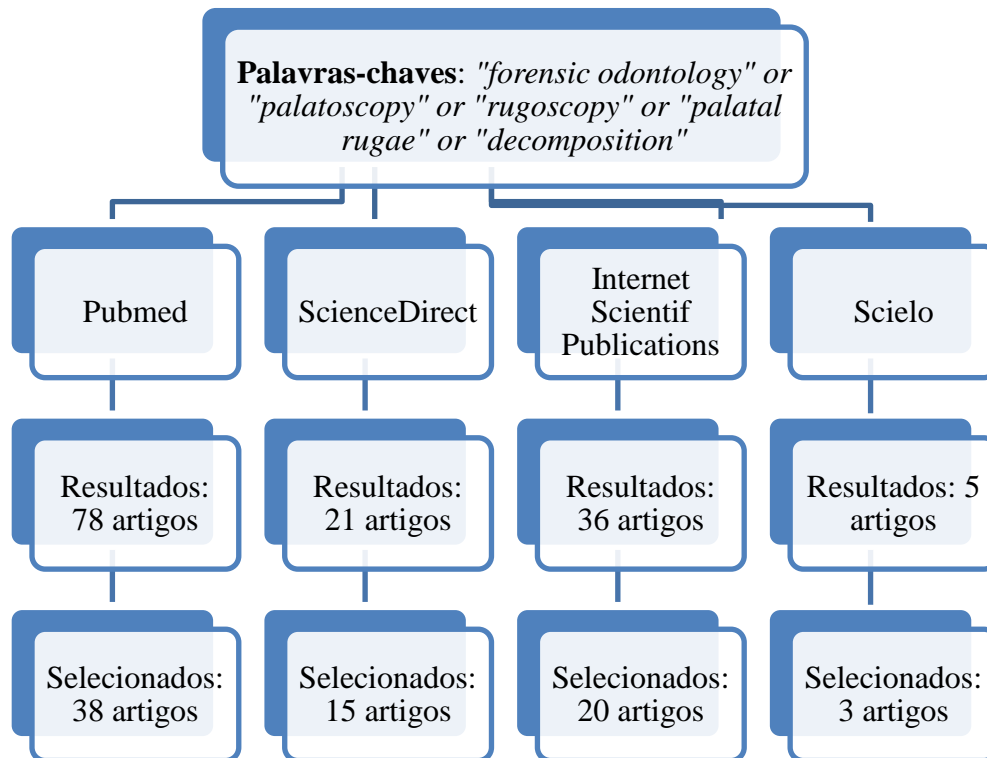 Palavras-chaves: "forensic odontology" or
"palatoscopy" or "rugoscopy" or "palatal
rugae" or "decomposition"
Pubmed
ScienceDirect
Internet
Scientif
Publications
Scielo
Resultados:
78 artigos
Resultados:
21 artigos
Resultados:
36 artigos
Resultados: 5
artigos
Selecionados:
38 artigos
Selecionados:
15 artigos
Selecionados:
20 artigos
Selecionados:
3 artigos